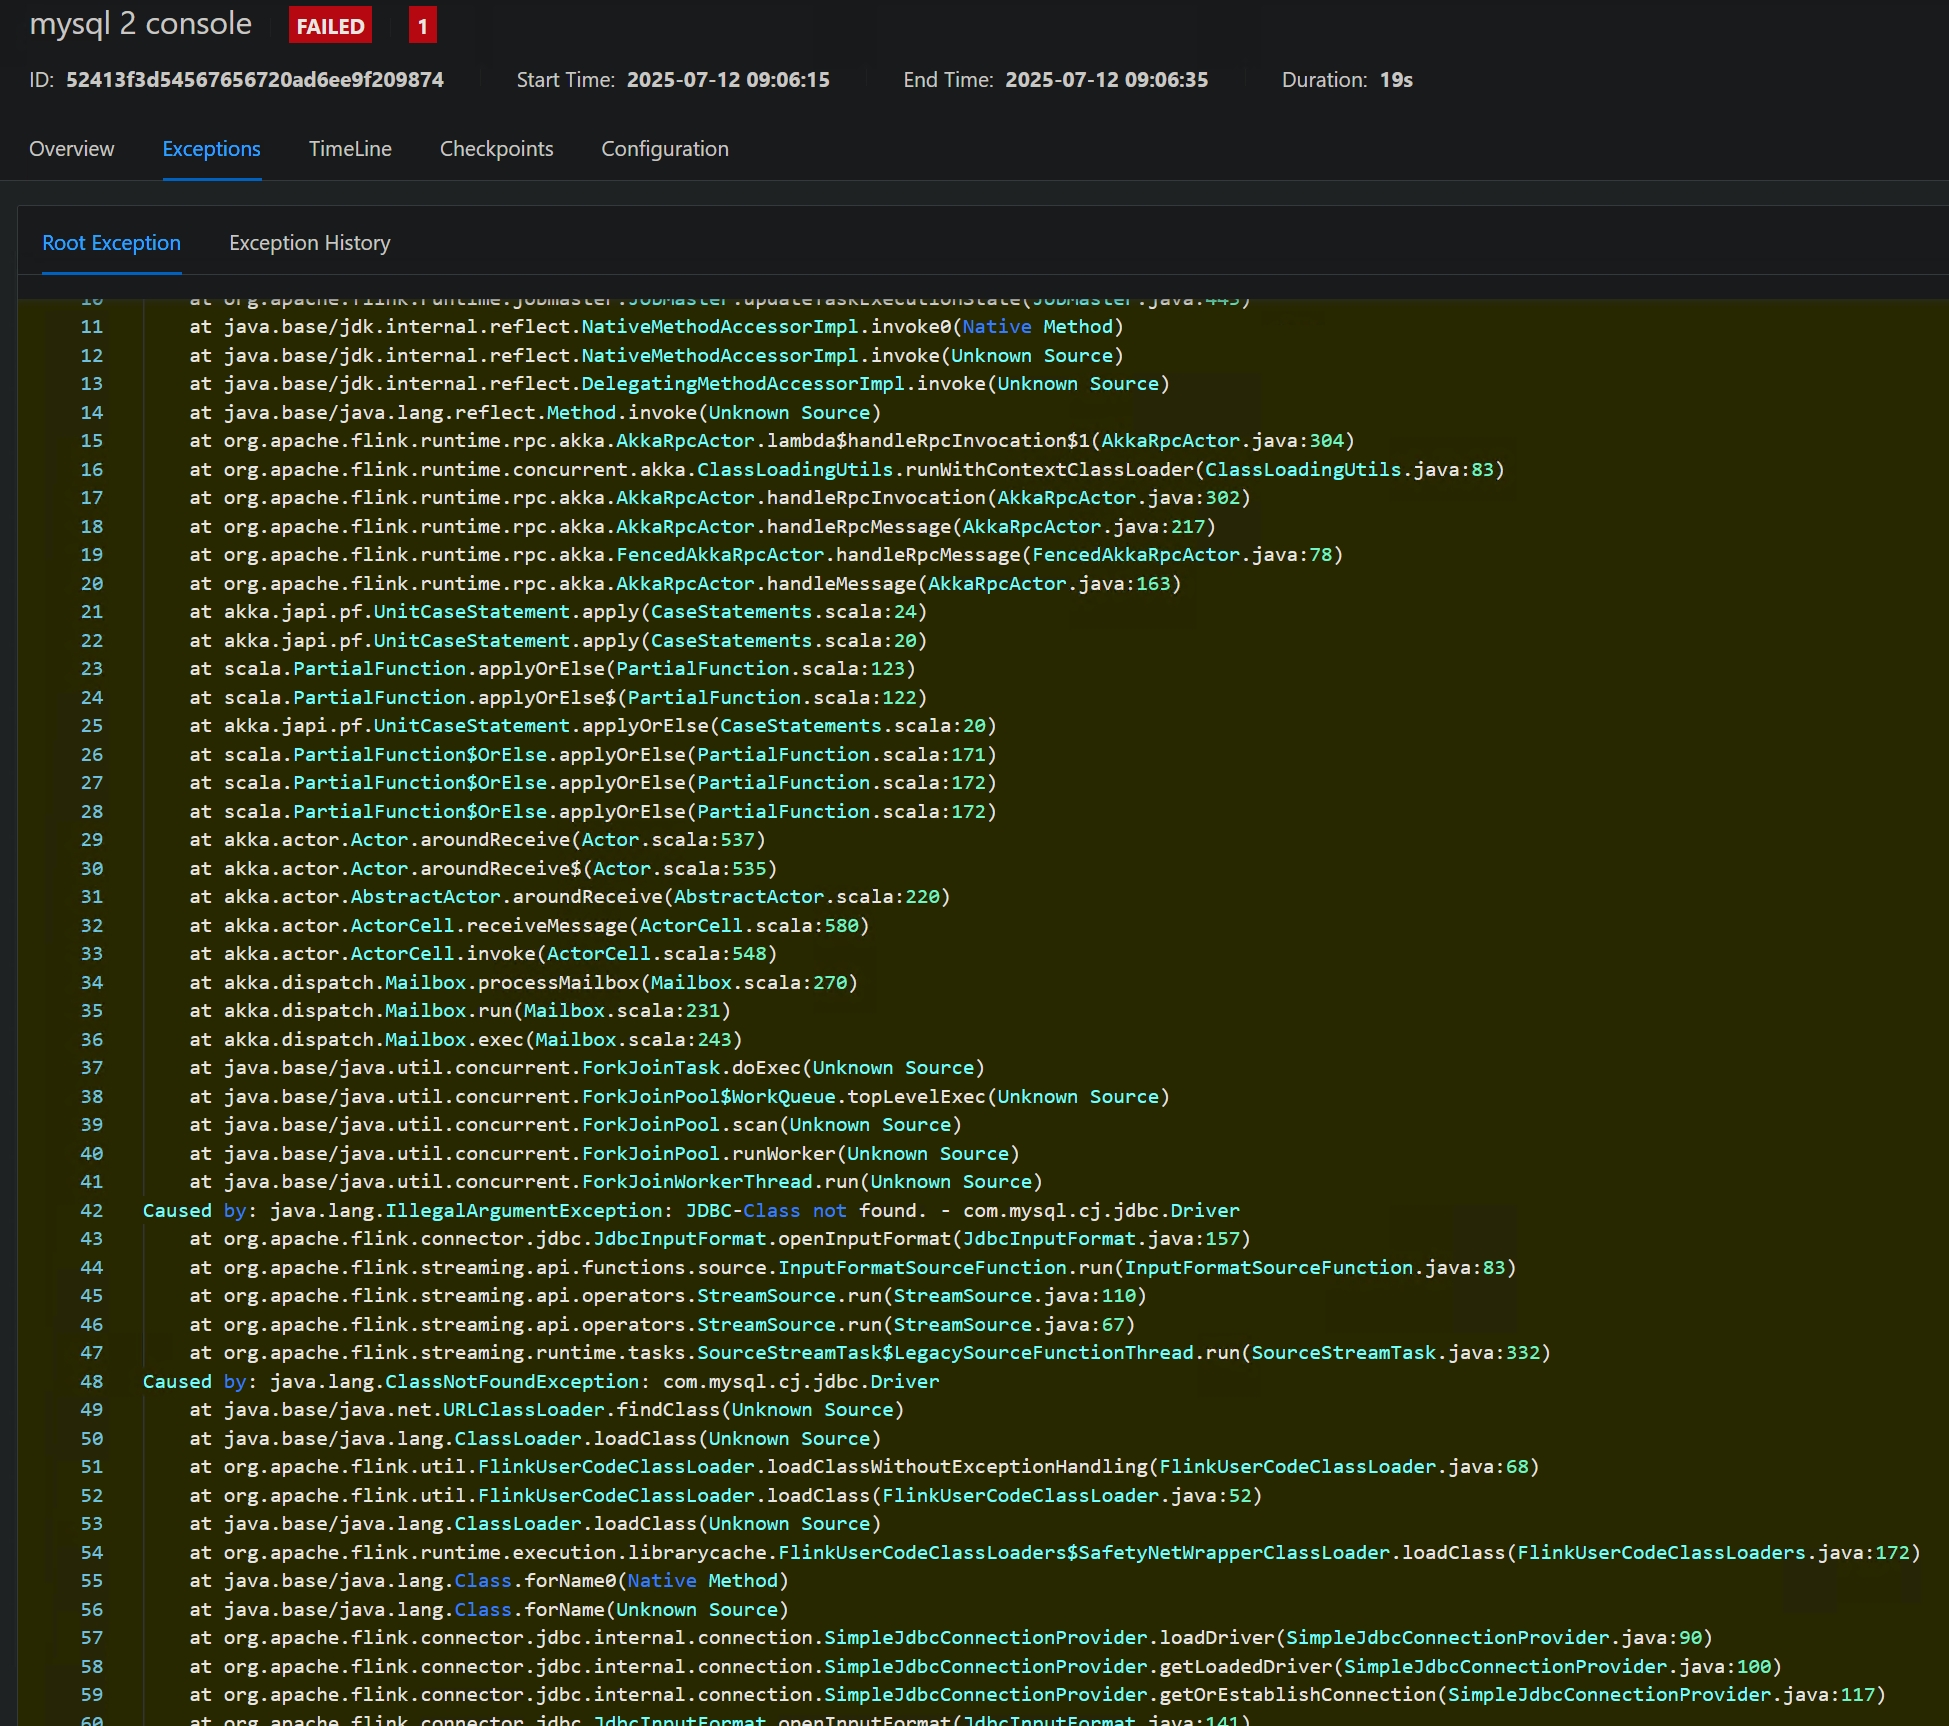 mysql 2 console FAILED 1
ID: 52413f3d54567656720ad6ee9f209874 Start Time: 2025-07-12 09:06:15 End Time: 2025-07-12 09:06:35 Duration: 19s
Overview Exceptions TimeLine Checkpoints Configuration
Root Exception Exception History
10 at org.apache.flink.runtime.jobmaster.JobMaster.updateTaskExecutionState(JobMaster.java:445)
11 at java.base/jdk.internal.reflect.NativeMethodAccessorImpl.invoke0(Native Method)
12 at java.base/jdk.internal.reflect.NativeMethodAccessorImpl.invoke(Unknown Source)
13 at java.base/jdk.internal.reflect.DelegatingMethodAccessorImpl.invoke(Unknown Source)
14 at java.base/java.lang.reflect.Method.invoke(Unknown Source)
15 at org.apache.flink.runtime.rpc.akka.AkkaRpcActor.lambda$handleRpcInvocation$1(AkkaRpcActor.java:304)
16 at org.apache.flink.runtime.concurrent.akka.ClassLoadingUtils.runWithContextClassLoader(ClassLoadingUtils.java:83)
17 at org.apache.flink.runtime.rpc.akka.AkkaRpcActor.handleRpcInvocation(AkkaRpcActor.java:302)
18 at org.apache.flink.runtime.rpc.akka.AkkaRpcActor.handleRpcMessage(AkkaRpcActor.java:217)
19 at org.apache.flink.runtime.rpc.akka.FencedAkkaRpcActor.handleRpcMessage(FencedAkkaRpcActor.java:78)
20 at org.apache.flink.runtime.rpc.akka.AkkaRpcActor.handleMessage(AkkaRpcActor.java:163)
21 at akka.japi.pf.UnitCaseStatement.apply(CaseStatements.scala:24)
22 at akka.japi.pf.UnitCaseStatement.apply(CaseStatements.scala:20)
23 at scala.PartialFunction.applyOrElse(PartialFunction.scala:123)
24 at scala.PartialFunction.applyOrElse$(PartialFunction.scala:122)
25 at akka.japi.pf.UnitCaseStatement.applyOrElse(CaseStatements.scala:20)
26 at scala.PartialFunction$OrElse.applyOrElse(PartialFunction.scala:171)
27 at scala.PartialFunction$OrElse.applyOrElse(PartialFunction.scala:172)
28 at scala.PartialFunction$OrElse.applyOrElse(PartialFunction.scala:172)
29 at akka.actor.Actor.aroundReceive(Actor.scala:537)
30 at akka.actor.Actor.aroundReceive$(Actor.scala:535)
31 at akka.actor.AbstractActor.aroundReceive(AbstractActor.scala:220)
32 at akka.actor.ActorCell.receiveMessage(ActorCell.scala:580)
33 at akka.actor.ActorCell.invoke(ActorCell.scala:548)
34 at akka.dispatch.Mailbox.processMailbox(Mailbox.scala:270)
35 at akka.dispatch.Mailbox.run(Mailbox.scala:231)
36 at akka.dispatch.Mailbox.exec(Mailbox.scala:243)
37 at java.base/java.util.concurrent.ForkJoinTask.doExec(Unknown Source)
38 at java.base/java.util.concurrent.ForkJoinPool$WorkQueue.topLevelExec(Unknown Source)
39 at java.base/java.util.concurrent.ForkJoinPool.scan(Unknown Source)
40 at java.base/java.util.concurrent.ForkJoinPool.runWorker(Unknown Source)
41 at java.base/java.util.concurrent.ForkJoinWorkerThread.run(Unknown Source)
42 Caused by: java.lang.IllegalArgumentException: JDBC-Class not found. - com.mysql.cj.jdbc.Driver
43 at org.apache.flink.connector.jdbc.JdbcInputFormat.openInputFormat(JdbcInputFormat.java:157)
44 at org.apache.flink.streaming.api.functions.source.InputFormatSourceFunction.run(InputFormatSourceFunction.java:83)
45 at org.apache.flink.streaming.api.operators.StreamSource.run(StreamSource.java:110)
46 at org.apache.flink.streaming.api.operators.StreamSource.run(StreamSource.java:67)
47 at org.apache.flink.streaming.runtime.tasks.SourceStreamTask$LegacySourceFunctionThread.run(SourceStreamTask.java:332)
48 Caused by: java.lang.ClassNotFoundException: com.mysql.cj.jdbc.Driver
49 at java.base/java.net.URLClassLoader.findClass(Unknown Source)
50 at java.base/java.lang.ClassLoader.loadClass(Unknown Source)
51 at org.apache.flink.util.FlinkUserCodeClassLoader.loadClassWithoutExceptionHandling(FlinkUserCodeClassLoader.java:68)
52 at org.apache.flink.util.FlinkUserCodeClassLoader.loadClass(FlinkUserCodeClassLoader.java:52)
53 at java.base/java.lang.ClassLoader.loadClass(Unknown Source)
54 at org.apache.flink.runtime.execution.librarycache.FlinkUserCodeClassLoaders$SafetyNetWrapperClassLoader.loadClass(FlinkUserCodeClassLoaders.java:172)
55 at java.base/java.lang.Class.forName0(Native Method)
56 at java.base/java.lang.Class.forName(Unknown Source)
57 at org.apache.flink.connector.jdbc.internal.connection.SimpleJdbcConnectionProvider.loadDriver(SimpleJdbcConnectionProvider.java:90)
58 at org.apache.flink.connector.jdbc.internal.connection.SimpleJdbcConnectionProvider.getLoadedDriver(SimpleJdbcConnectionProvider.java:100)
59 at org.apache.flink.connector.jdbc.internal.connection.SimpleJdbcConnectionProvider.getOrEstablishConnection(SimpleJdbcConnectionProvider.java:117)
60 at org.apache.flink.connector.jdbc.JdbcInputFormat.openInputFormat(JdbcInputFormat.java:141)